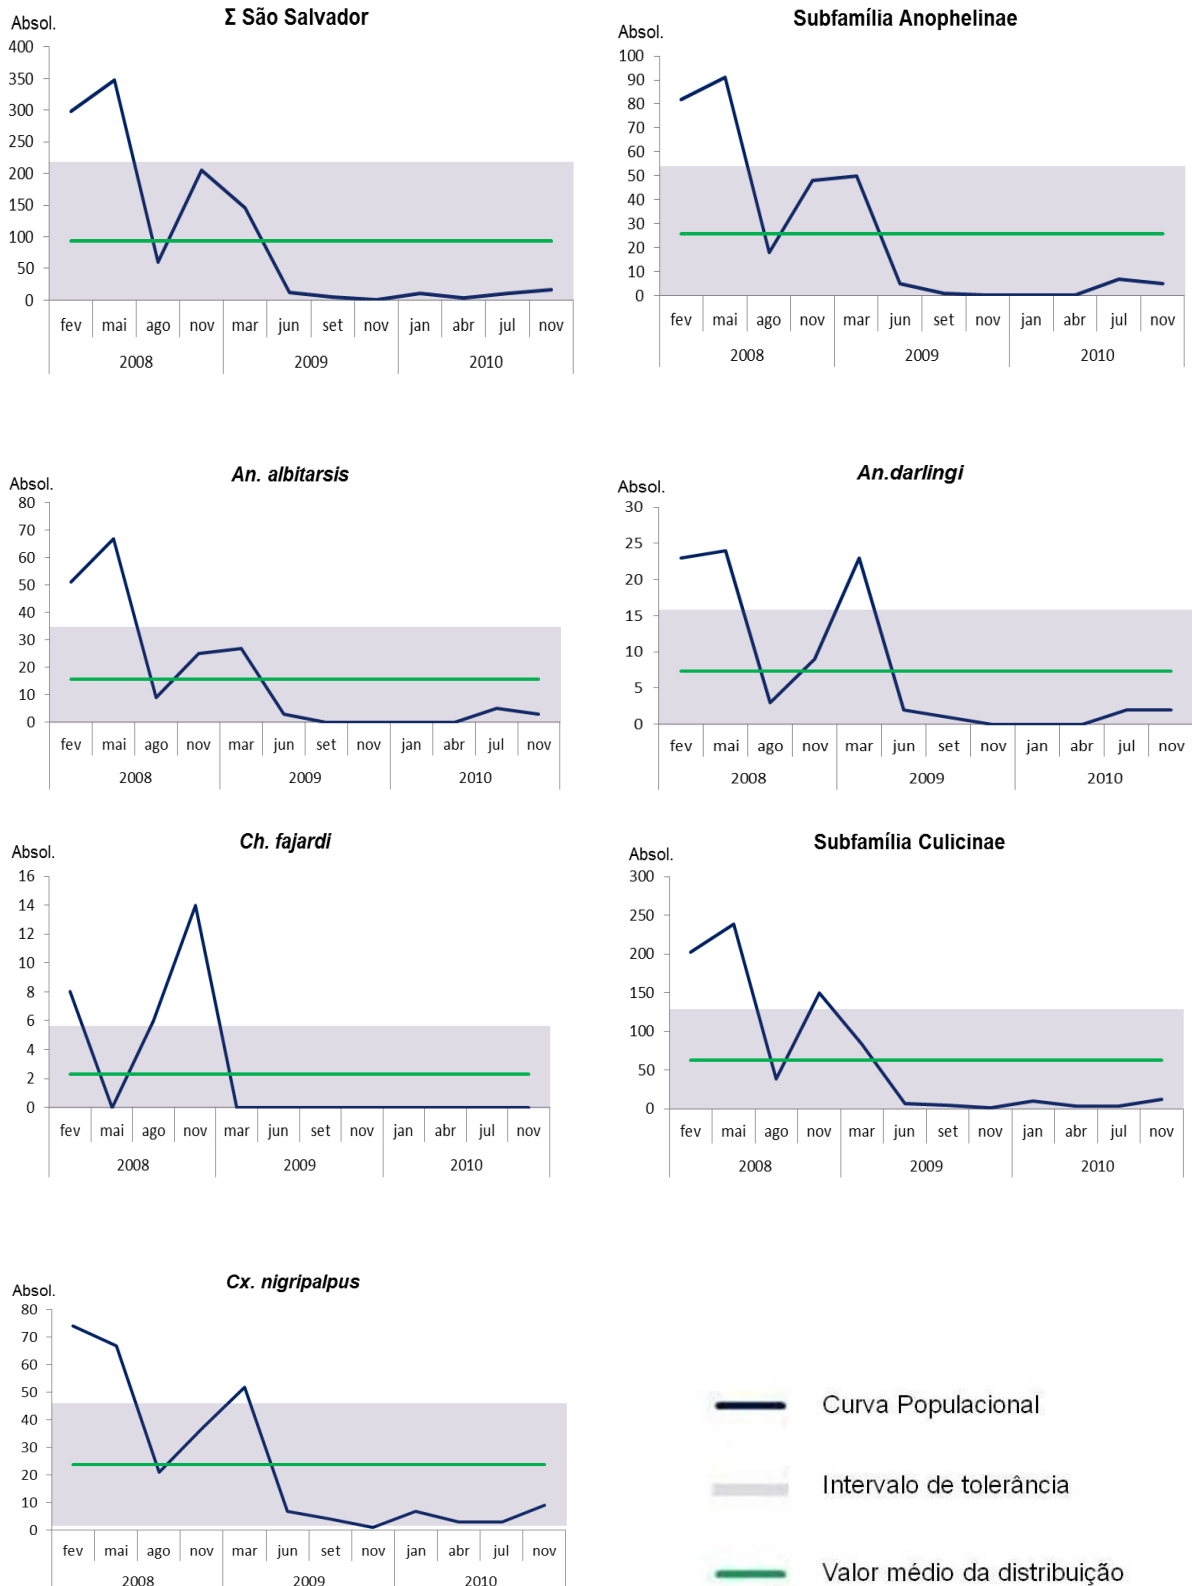 Σ São Salvador
Absol.
400
350
300
250
200
150
100
50
0
fev mai ago nov mar jun set nov jan abr jul nov
2008 2009 2010
Subfamília Anophelinae
Absol.
100
90
80
70
60
50
40
30
20
10
0
fev mai ago nov mar jun set nov jan abr jul nov
2008 2009 2010
An. albitarsis
Absol.
80
70
60
50
40
30
20
10
0
fev mai ago nov mar jun set nov jan abr jul nov
2008 2009 2010
An.darlingi
Absol.
30
25
20
15
10
5
0
fev mai ago nov mar jun set nov jan abr jul nov
2008 2009 2010
Ch. fajardi
Absol.
16
14
12
10
8
6
4
2
0
fev mai ago nov mar jun set nov jan abr jul nov
2008 2009 2010
Subfamília Culicinae
Absol.
300
250
200
150
100
50
0
fev mai ago nov mar jun set nov jan abr jul nov
2008 2009 2010
Cx. nigripalpus
Absol.
80
70
60
50
40
30
20
10
0
fev mai ago nov mar jun set nov jan abr jul nov
2008 2009 2010
Curva Populacional
Intervalo de tolerância
Valor médio da distribuição